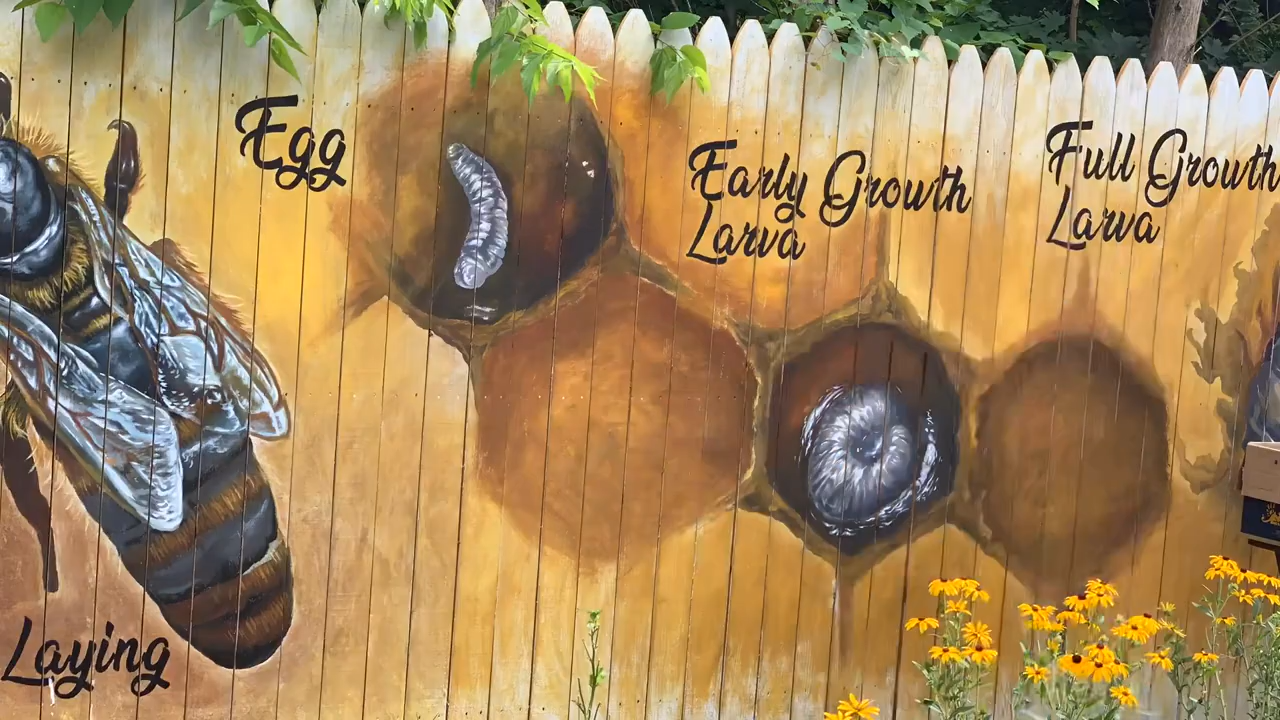 Egg
Early Growth
Larva
Full Growth
Larva
Laying